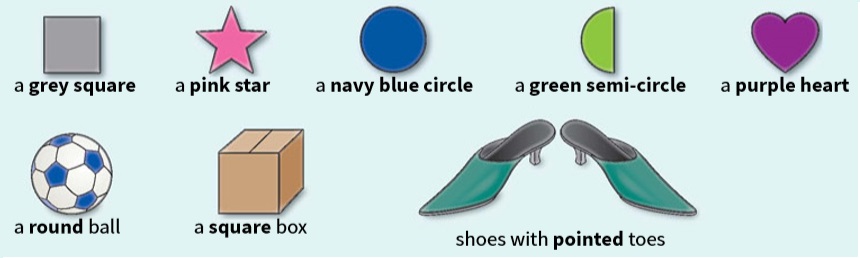 a grey square
a pink star
a navy blue circle
a green semi-circle
a purple heart
a round ball
a square box
shoes with pointed toes